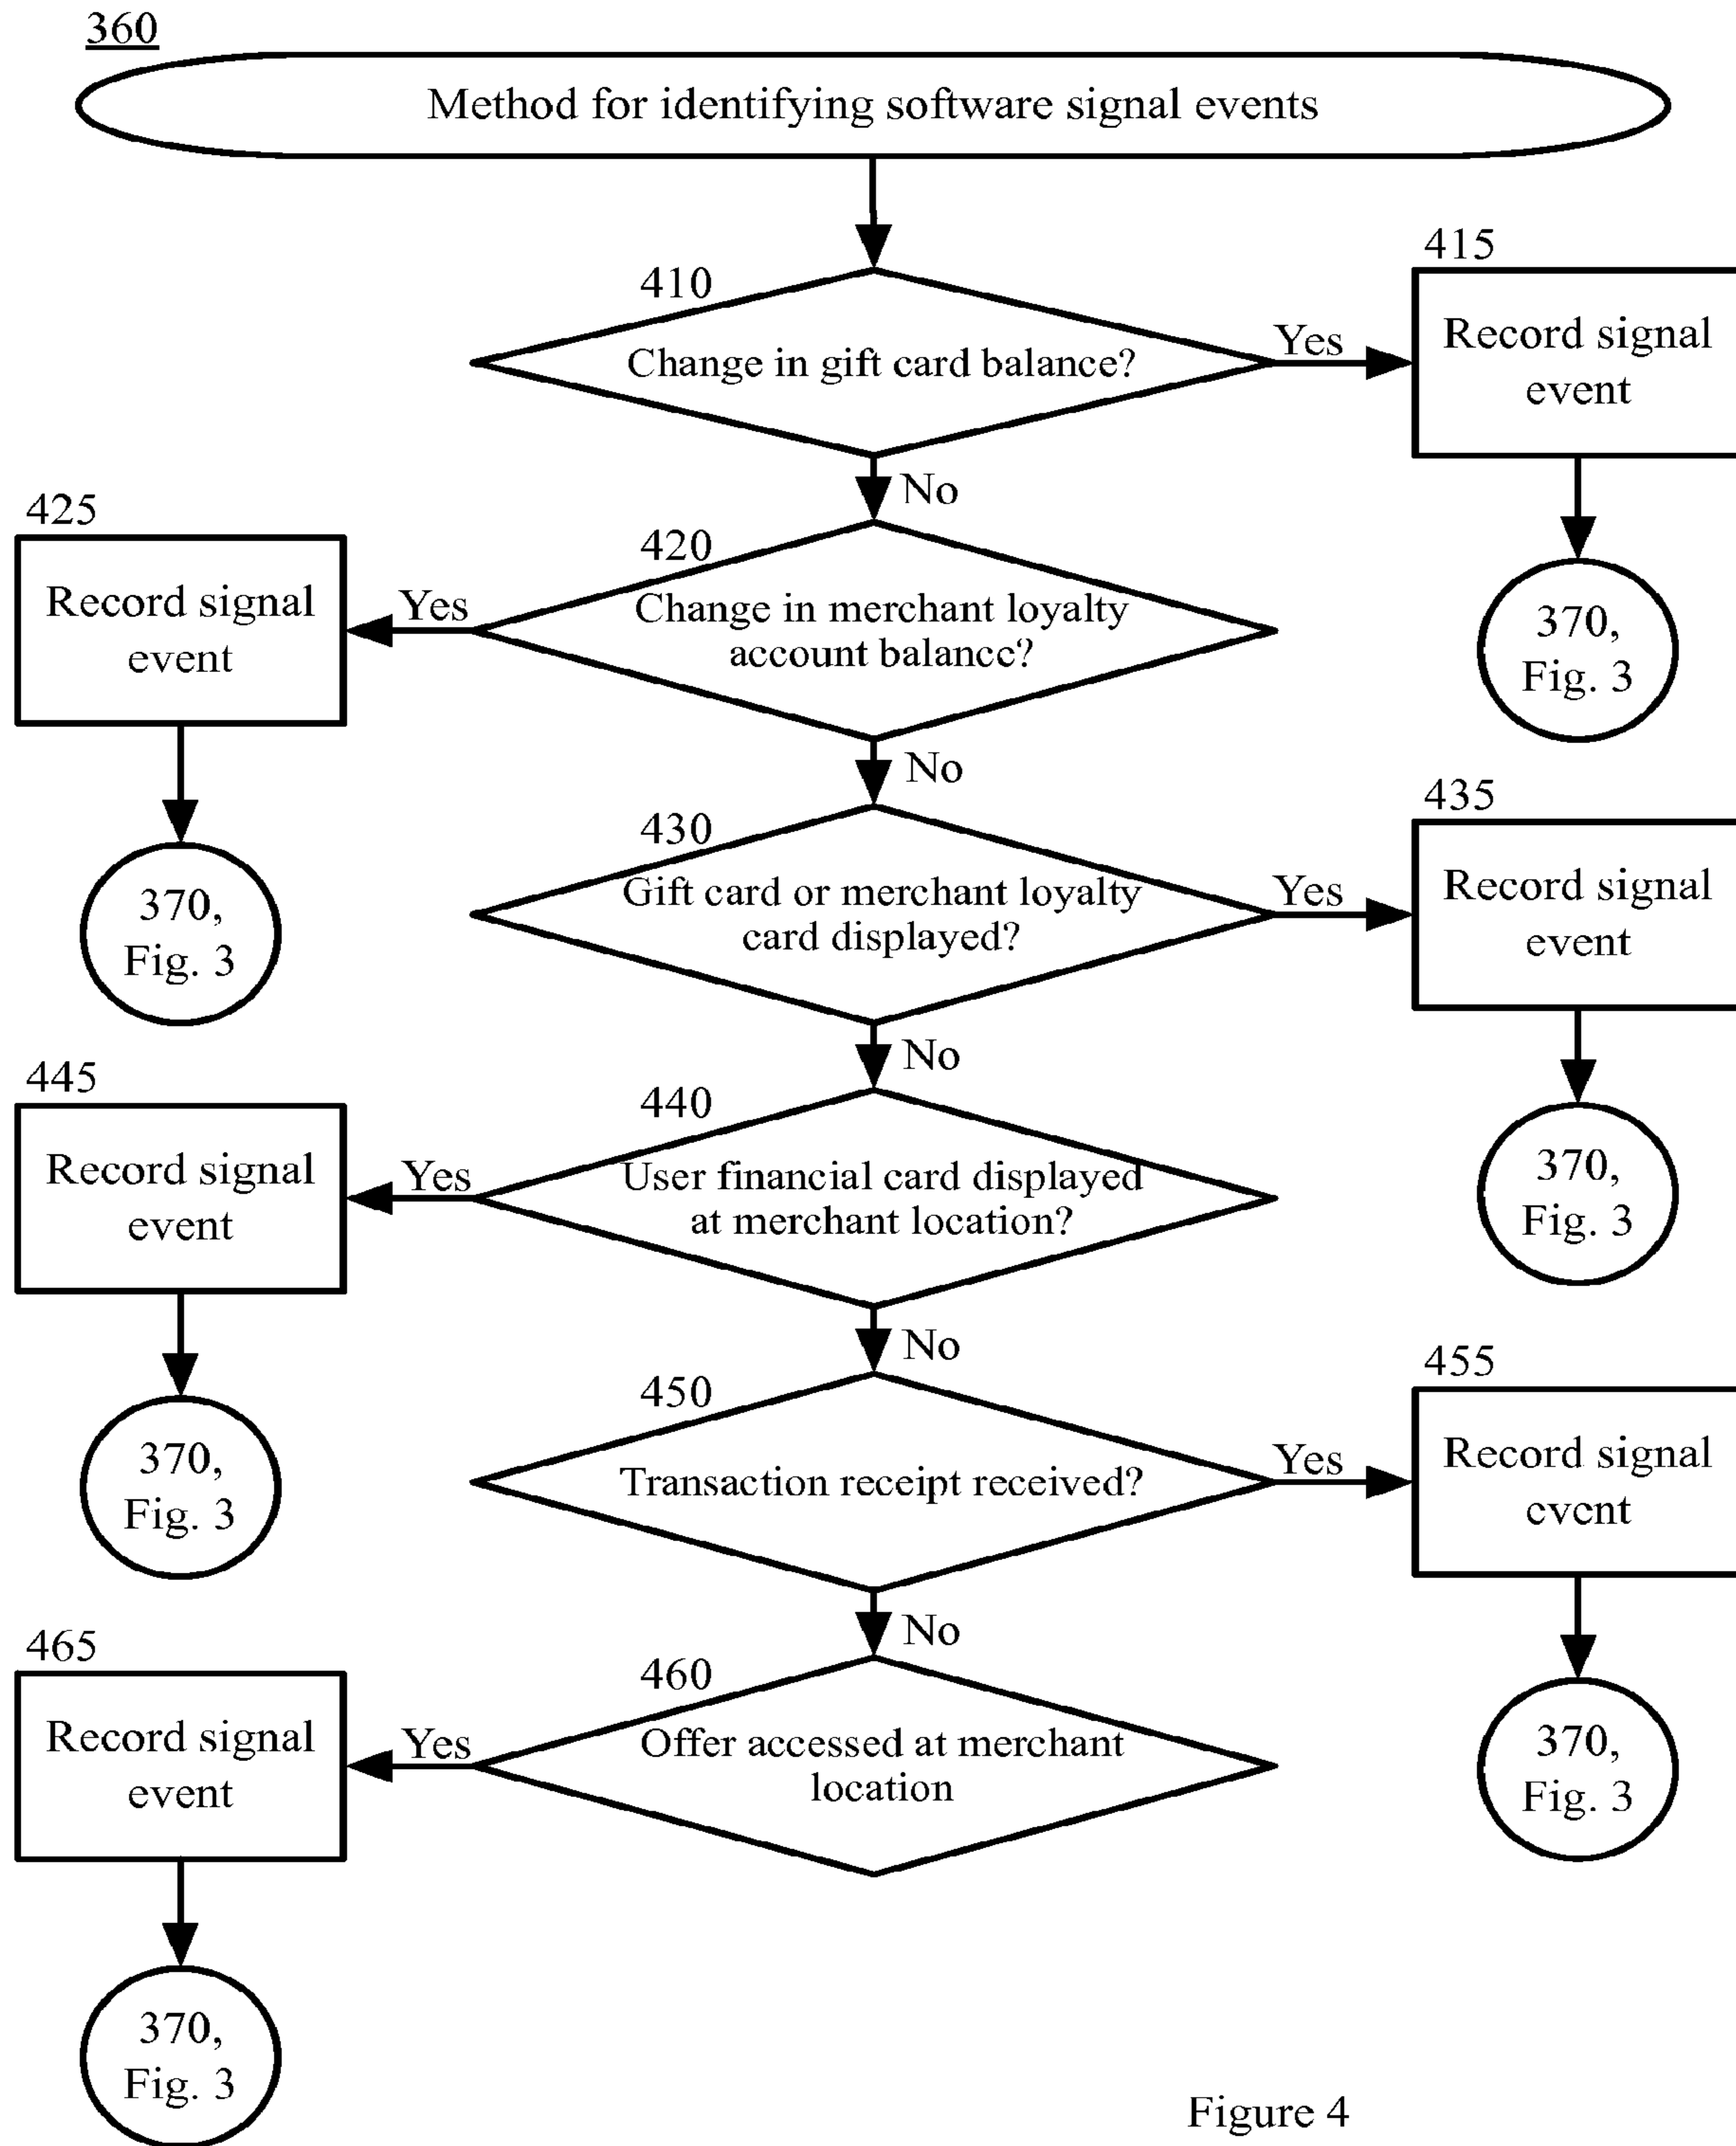 360
Method for identifying software signal events
410
Change in gift card balance?
Yes
415
Record signal
event
370,
Fig. 3
No
420
Change in merchant loyalty
account balance?
Yes
425
Record signal
event
370,
Fig. 3
No
430
Gift card or merchant loyalty
card displayed?
Yes
435
Record signal
event
370,
Fig. 3
No
440
User financial card displayed
at merchant location?
Yes
445
Record signal
event
370,
Fig. 3
No
450
Transaction receipt received?
Yes
455
Record signal
event
370,
Fig. 3
No
460
Offer accessed at merchant
location
Yes
465
Record signal
event
370,
Fig. 3
Figure 4